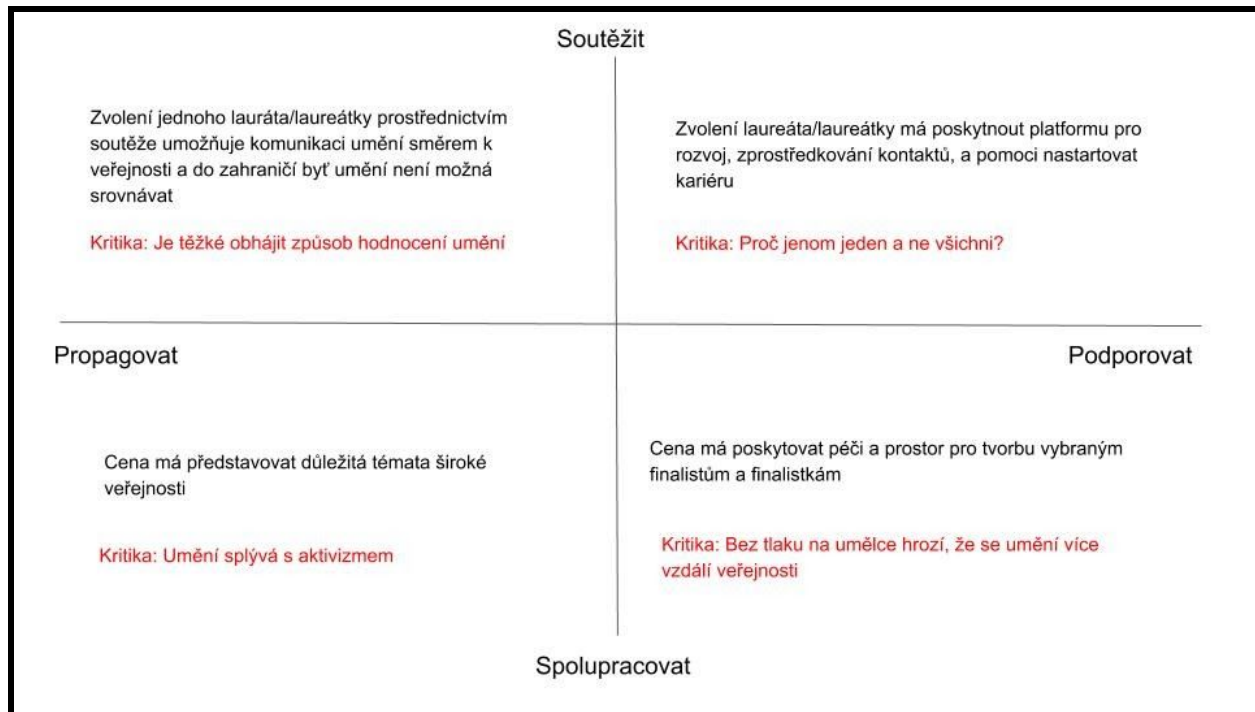 Soutěžit
Zvolení jednoho lauráta/laureátky prostřednictvím
soutěže umožňuje komunikaci umění směrem k
veřejnosti a do zahraničí byť umění není možná
srovnávat
Kritika: Je těžké obhájit způsob hodnocení umění
Zvolení laureáta/laureátky má poskytnout platformu pro
rozvoj, zprostředkování kontaktů, a pomoci nastartovat
kariéru
Kritika: Proč jenom jeden a ne všichni?
Propagovat
Podporovat
Cena má představovat důležitá témata široké
veřejnosti
Kritika: Umění splývá s aktivizmem
Cena má poskytovat péči a prostor pro tvorbu vybraným
finalistům a finalistkám
Kritika: Bez tlaku na umělce hrozí, že se umění více
vzdálí veřejnosti
Spolupracovat